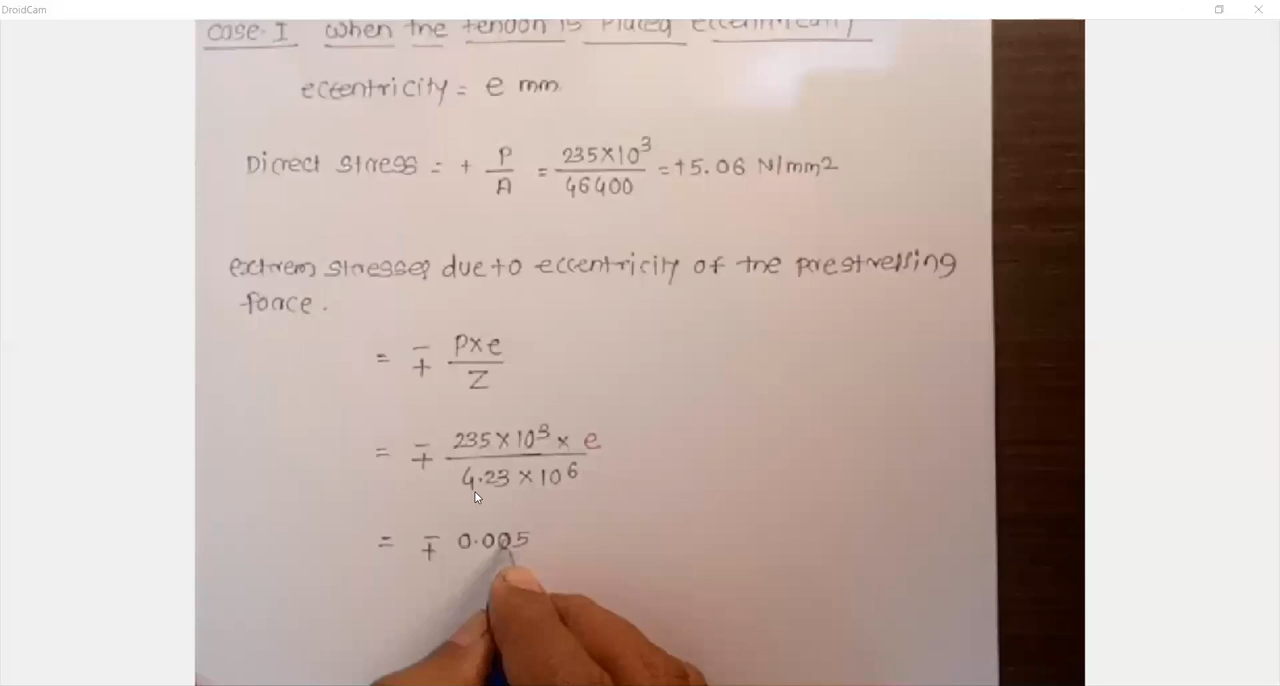 DroidCam
Case-I When the tendon is placed eccentrically
eccentricity = e mm
Direct stress = + P/A = 235×10³/46400 = +5.06 N/mm2
extrem stresses due to eccentricity of the prestressing
force.
= ∓ P×e/Z
= ∓ 235×10³ × e/4.23×10⁶
= ∓ 0.005